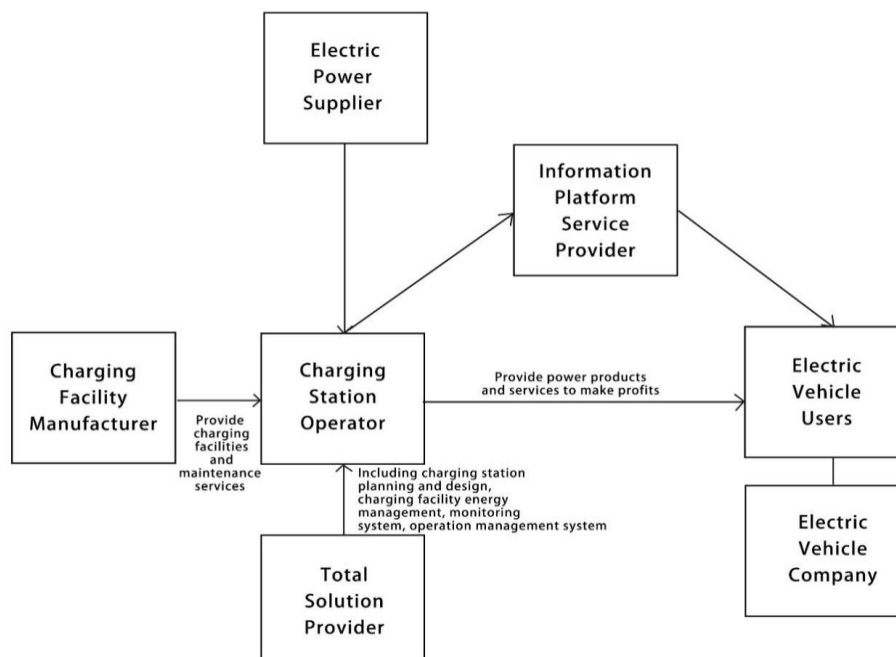 Electric
Power
Supplier
Information
Platform
Service
Provider
Charging
Facility
Manufacturer
Provide
charging
facilities
and
maintenance
services
Charging
Station
Operator
Provide power products
and services to make profits
Electric
Vehicle
Users
Including charging station
planning and design,
charging facility energy
management, monitoring
system, operation management system
Total
Solution
Provider
Electric
Vehicle
Company